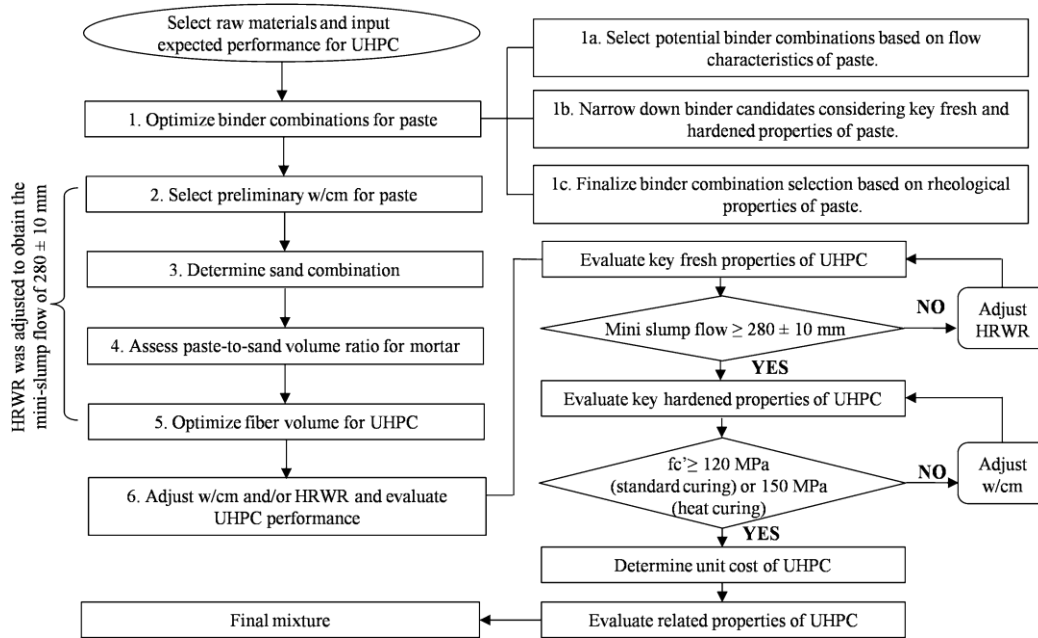 Select raw materials and input
expected performance for UHPC
1. Optimize binder combinations for paste
1a. Select potential binder combinations based on flow
characteristics of paste.
1b. Narrow down binder candidates considering key fresh and
hardened properties of paste.
1c. Finalize binder combination selection based on rheological
properties of paste.
HRWR was adjusted to obtain the
mini-slump flow of 280 ± 10 mm
2. Select preliminary w/cm for paste
3. Determine sand combination
4. Assess paste-to-sand volume ratio for mortar
5. Optimize fiber volume for UHPC
6. Adjust w/cm and/or HRWR and evaluate
UHPC performance
Evaluate key fresh properties of UHPC
Mini slump flow ≥ 280 ± 10 mm
NO
Adjust
HRWR
YES
Evaluate key hardened properties of UHPC
fc’≥ 120 MPa
(standard curing) or 150 MPa
(heat curing)
NO
Adjust
w/cm
YES
Determine unit cost of UHPC
Evaluate related properties of UHPC
Final mixture